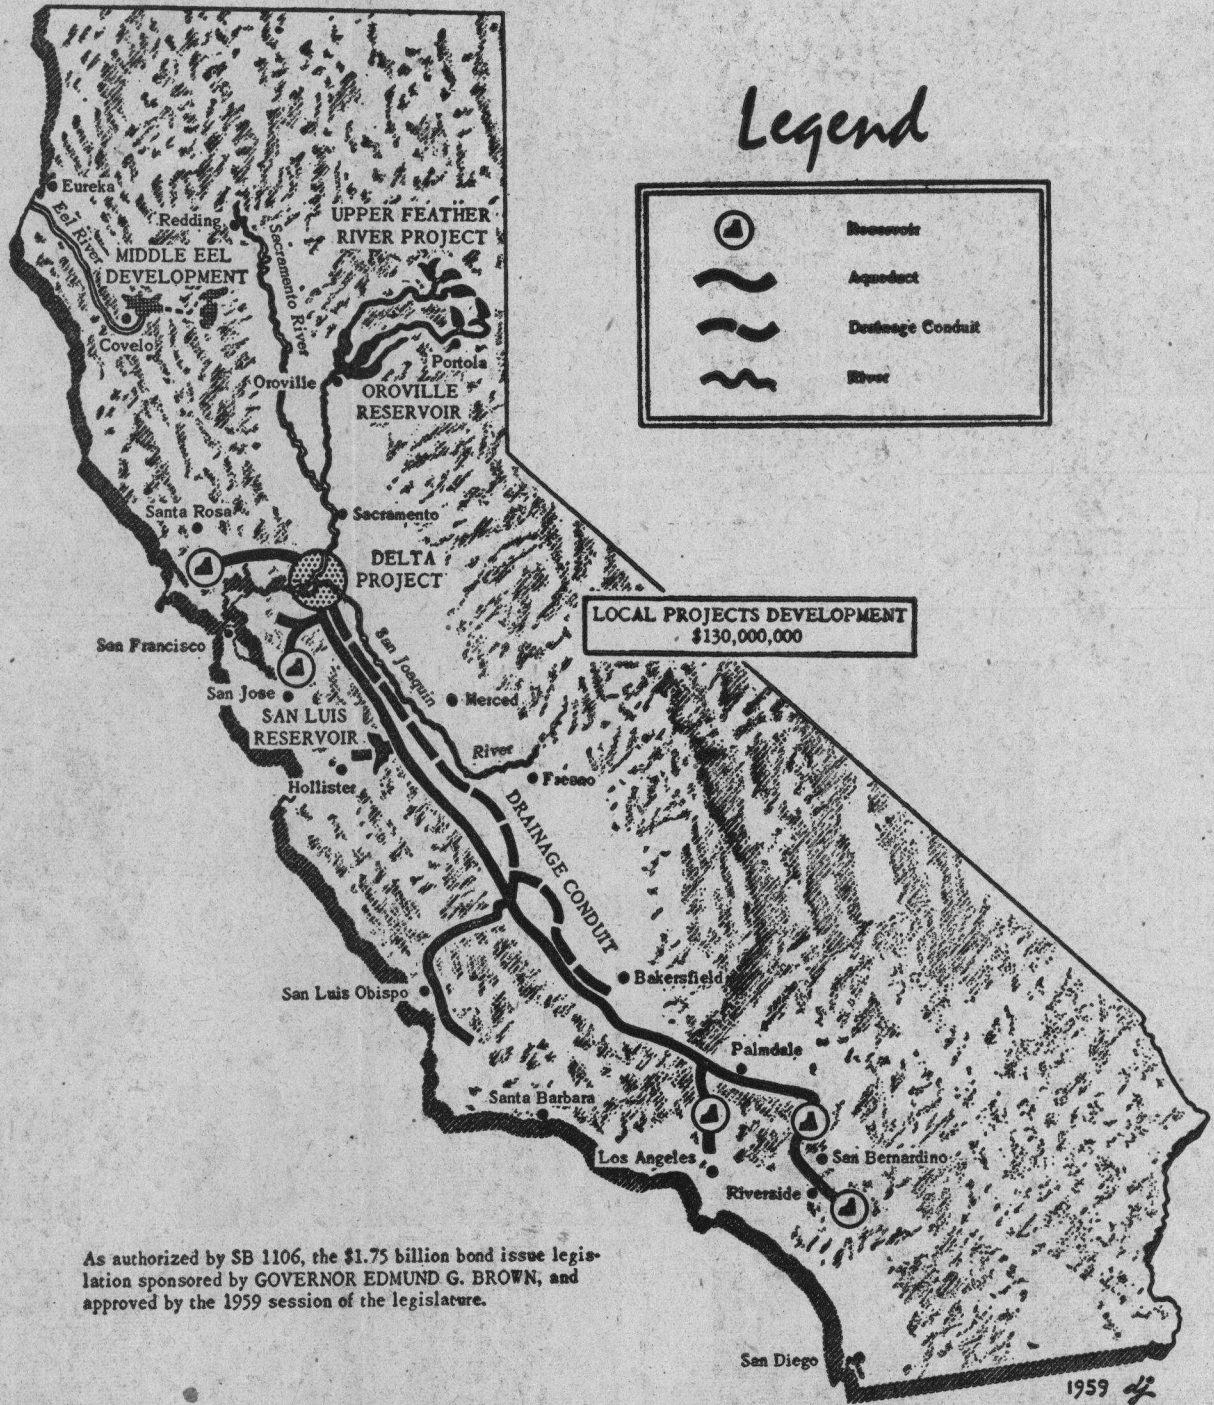 Legend
Reservoir
Aqueduct
Drainage Conduit
River
Eureka
Eel River
Redding
Sacramento River
UPPER FEATHER
RIVER PROJECT
MIDDLE EEL
DEVELOPMENT
Covelo
Portola
Oroville
OROVILLE
RESERVOIR
Santa Rosa
Sacramento
DELTA
PROJECT
LOCAL PROJECTS DEVELOPMENT
$130,000,000
San Francisco
San Joaquin
River
San Jose
Merced
SAN LUIS
RESERVOIR
Hollister
Fresno
DRAINAGE CONDUIT
Bakersfield
San Luis Obispo
Palmdale
Santa Barbara
Los Angeles
San Bernardino
Riverside
As authorized by SB 1106, the $1.75 billion bond issue legis-
lation sponsored by GOVERNOR EDMUND G. BROWN, and
approved by the 1959 session of the legislature.
San Diego
1959 dj